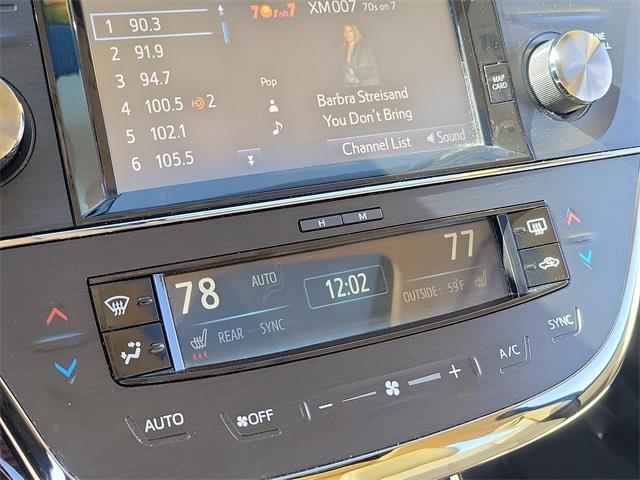 1 90.3
2 91.9
3 94.7
4 100.5 HD 2
5 102.1
6 105.5
70s on 7
XM007 70s on 7
Pop
Barbra Streisand
You Don't Bring
Channel List
Sound
MAP CARD
H M
78
AUTO
REAR SYNC
12:02
77
OUTSIDE: 59°F
AUTO
OFF
− +
A/C
SYNC